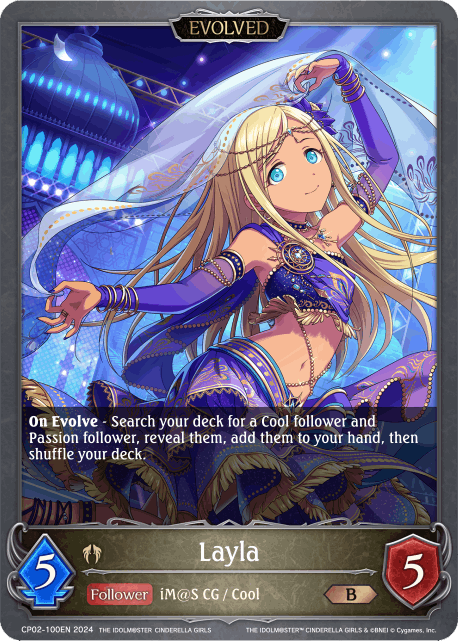 EVOLVED
On Evolve - Search your deck for a Cool follower and
Passion follower, reveal them, add them to your hand, then
shuffle your deck.
5
Layla
5
Follower iM@S CG / Cool
B
CP02-100EN 2024 THE IDOLM@STER CINDERELLA GIRLS THE IDOLM@STER™ CINDERELLA GIRLS & ©BNEI © Cygames, Inc.